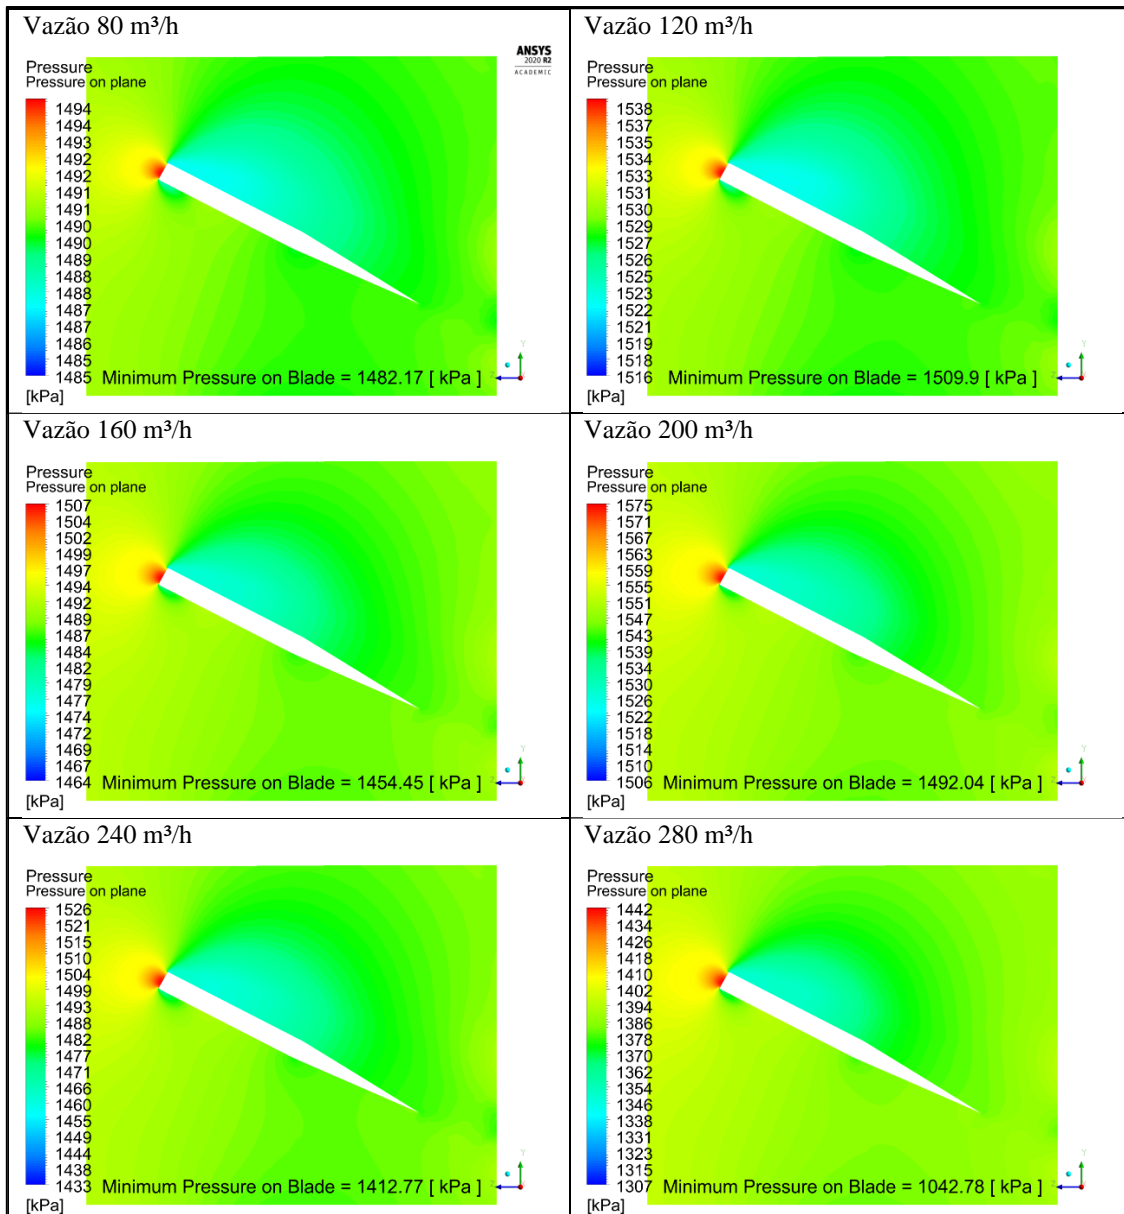 Vazão 80 m³/h
ANSYS
2020 R2
ACADEMIC
Pressure
Pressure on plane
1494
1494
1493
1492
1492
1491
1491
1490
1490
1489
1488
1488
1487
1487
1486
1485
1485
[kPa]
Minimum Pressure on Blade = 1482.17 [ kPa ]
Y
Vazão 120 m³/h
Pressure
Pressure on plane
1538
1537
1535
1534
1533
1531
1530
1529
1527
1526
1525
1523
1522
1521
1519
1518
1516
[kPa]
Minimum Pressure on Blade = 1509.9 [ kPa ]
Y
Vazão 160 m³/h
Pressure
Pressure on plane
1507
1504
1502
1499
1497
1494
1492
1489
1487
1484
1482
1479
1477
1474
1472
1469
1467
1464
[kPa]
Minimum Pressure on Blade = 1454.45 [ kPa ]
Y
Vazão 200 m³/h
Pressure
Pressure on plane
1575
1571
1567
1563
1559
1555
1551
1547
1543
1539
1534
1530
1526
1522
1518
1514
1510
1506
[kPa]
Minimum Pressure on Blade = 1492.04 [ kPa ]
Y
Vazão 240 m³/h
Pressure
Pressure on plane
1526
1521
1515
1510
1504
1499
1493
1488
1482
1477
1471
1466
1460
1455
1449
1444
1438
1433
[kPa]
Minimum Pressure on Blade = 1412.77 [ kPa ]
Y
Vazão 280 m³/h
Pressure
Pressure on plane
1442
1434
1426
1418
1410
1402
1394
1386
1378
1370
1362
1354
1346
1338
1331
1323
1315
1307
[kPa]
Minimum Pressure on Blade = 1042.78 [ kPa ]
Y